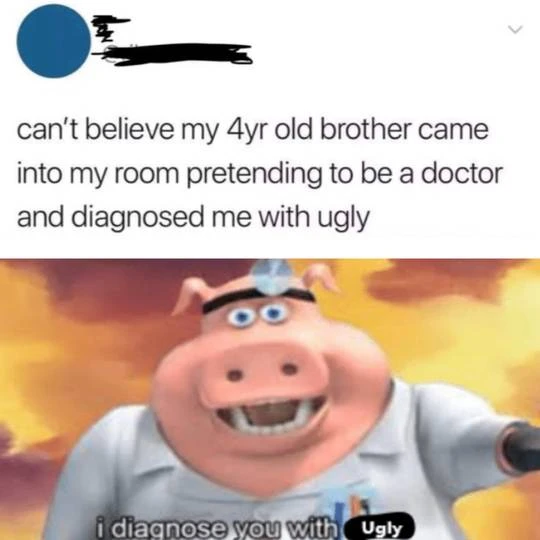 can't believe my 4yr old brother came
into my room pretending to be a doctor
and diagnosed me with ugly
i diagnose you with Ugly